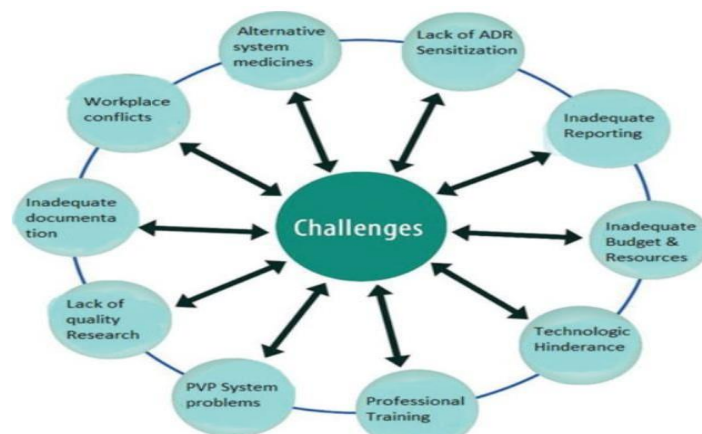 Alternative
system
medicines
Lack of ADR
Sensitization
Workplace
conflicts
Inadequate
Reporting
Inadequate
documenta
tion
Challenges
Inadequate
Budget &
Resources
Lack of
quality
Research
Technologic
Hinderance
PVP System
problems
Professional
Training